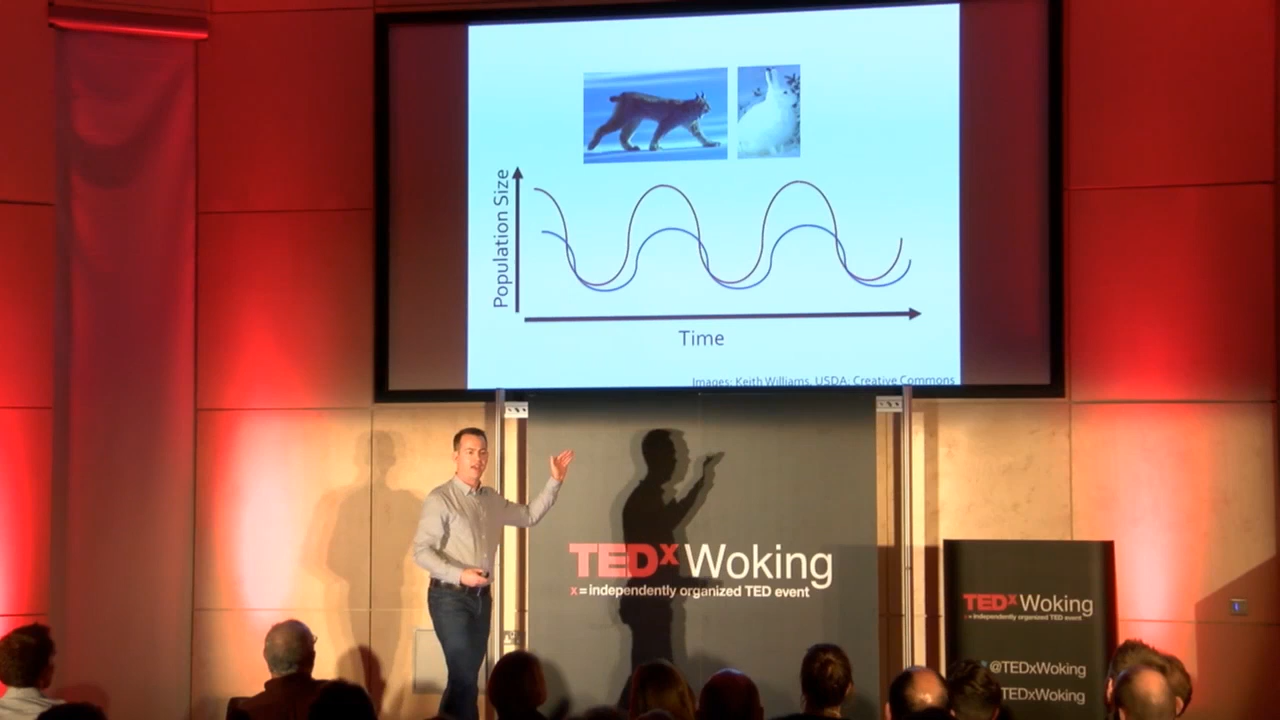 Population Size
Time
Images: Keith Williams, USDA, Creative Commons
TEDx Woking
x = independently organized TED event
TEDx Woking
x = independently organized TED event
@TEDxWoking
TEDxWoking